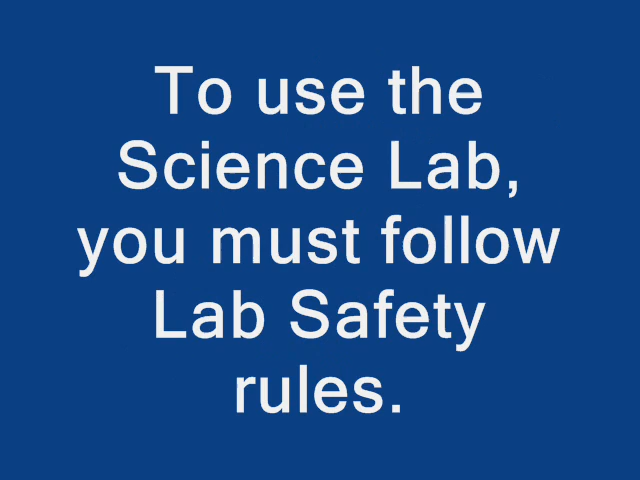 To use the
Science Lab,
you must follow
Lab Safety
rules.